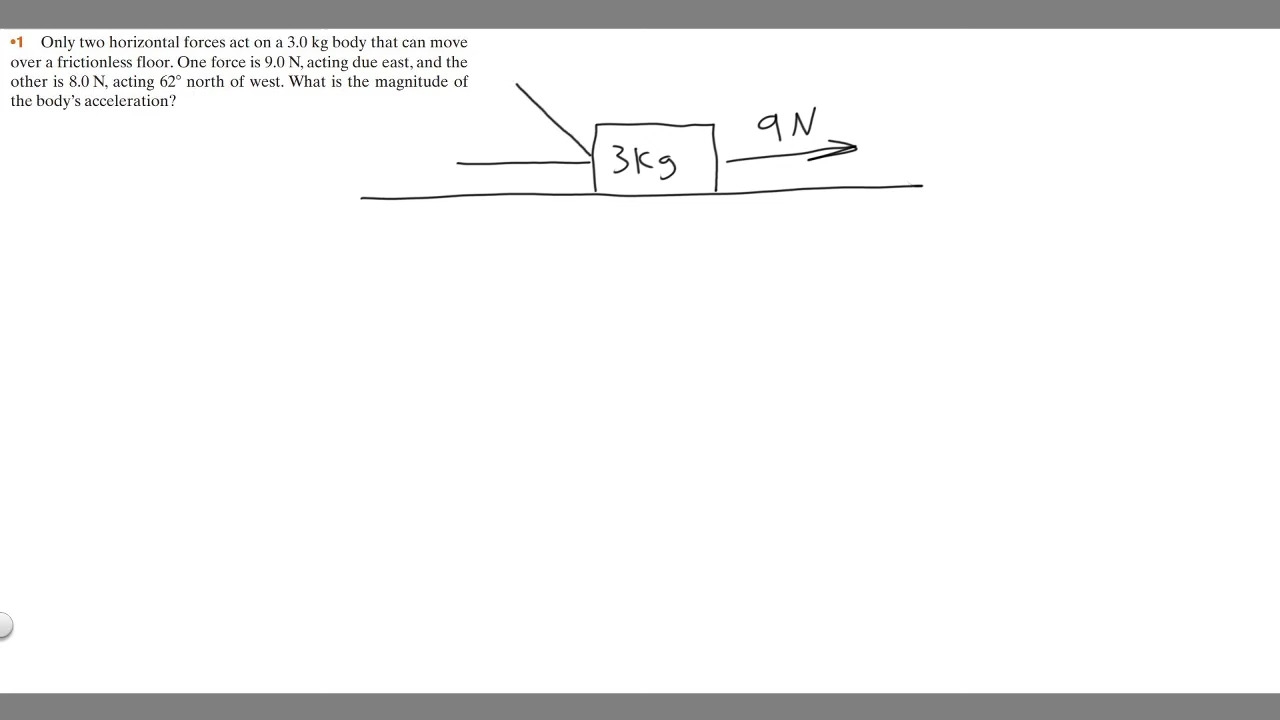 •1 Only two horizontal forces act on a 3.0 kg body that can move
over a frictionless floor. One force is 9.0 N, acting due east, and the
other is 8.0 N, acting 62° north of west. What is the magnitude of
the body's acceleration?
9N
3Kg